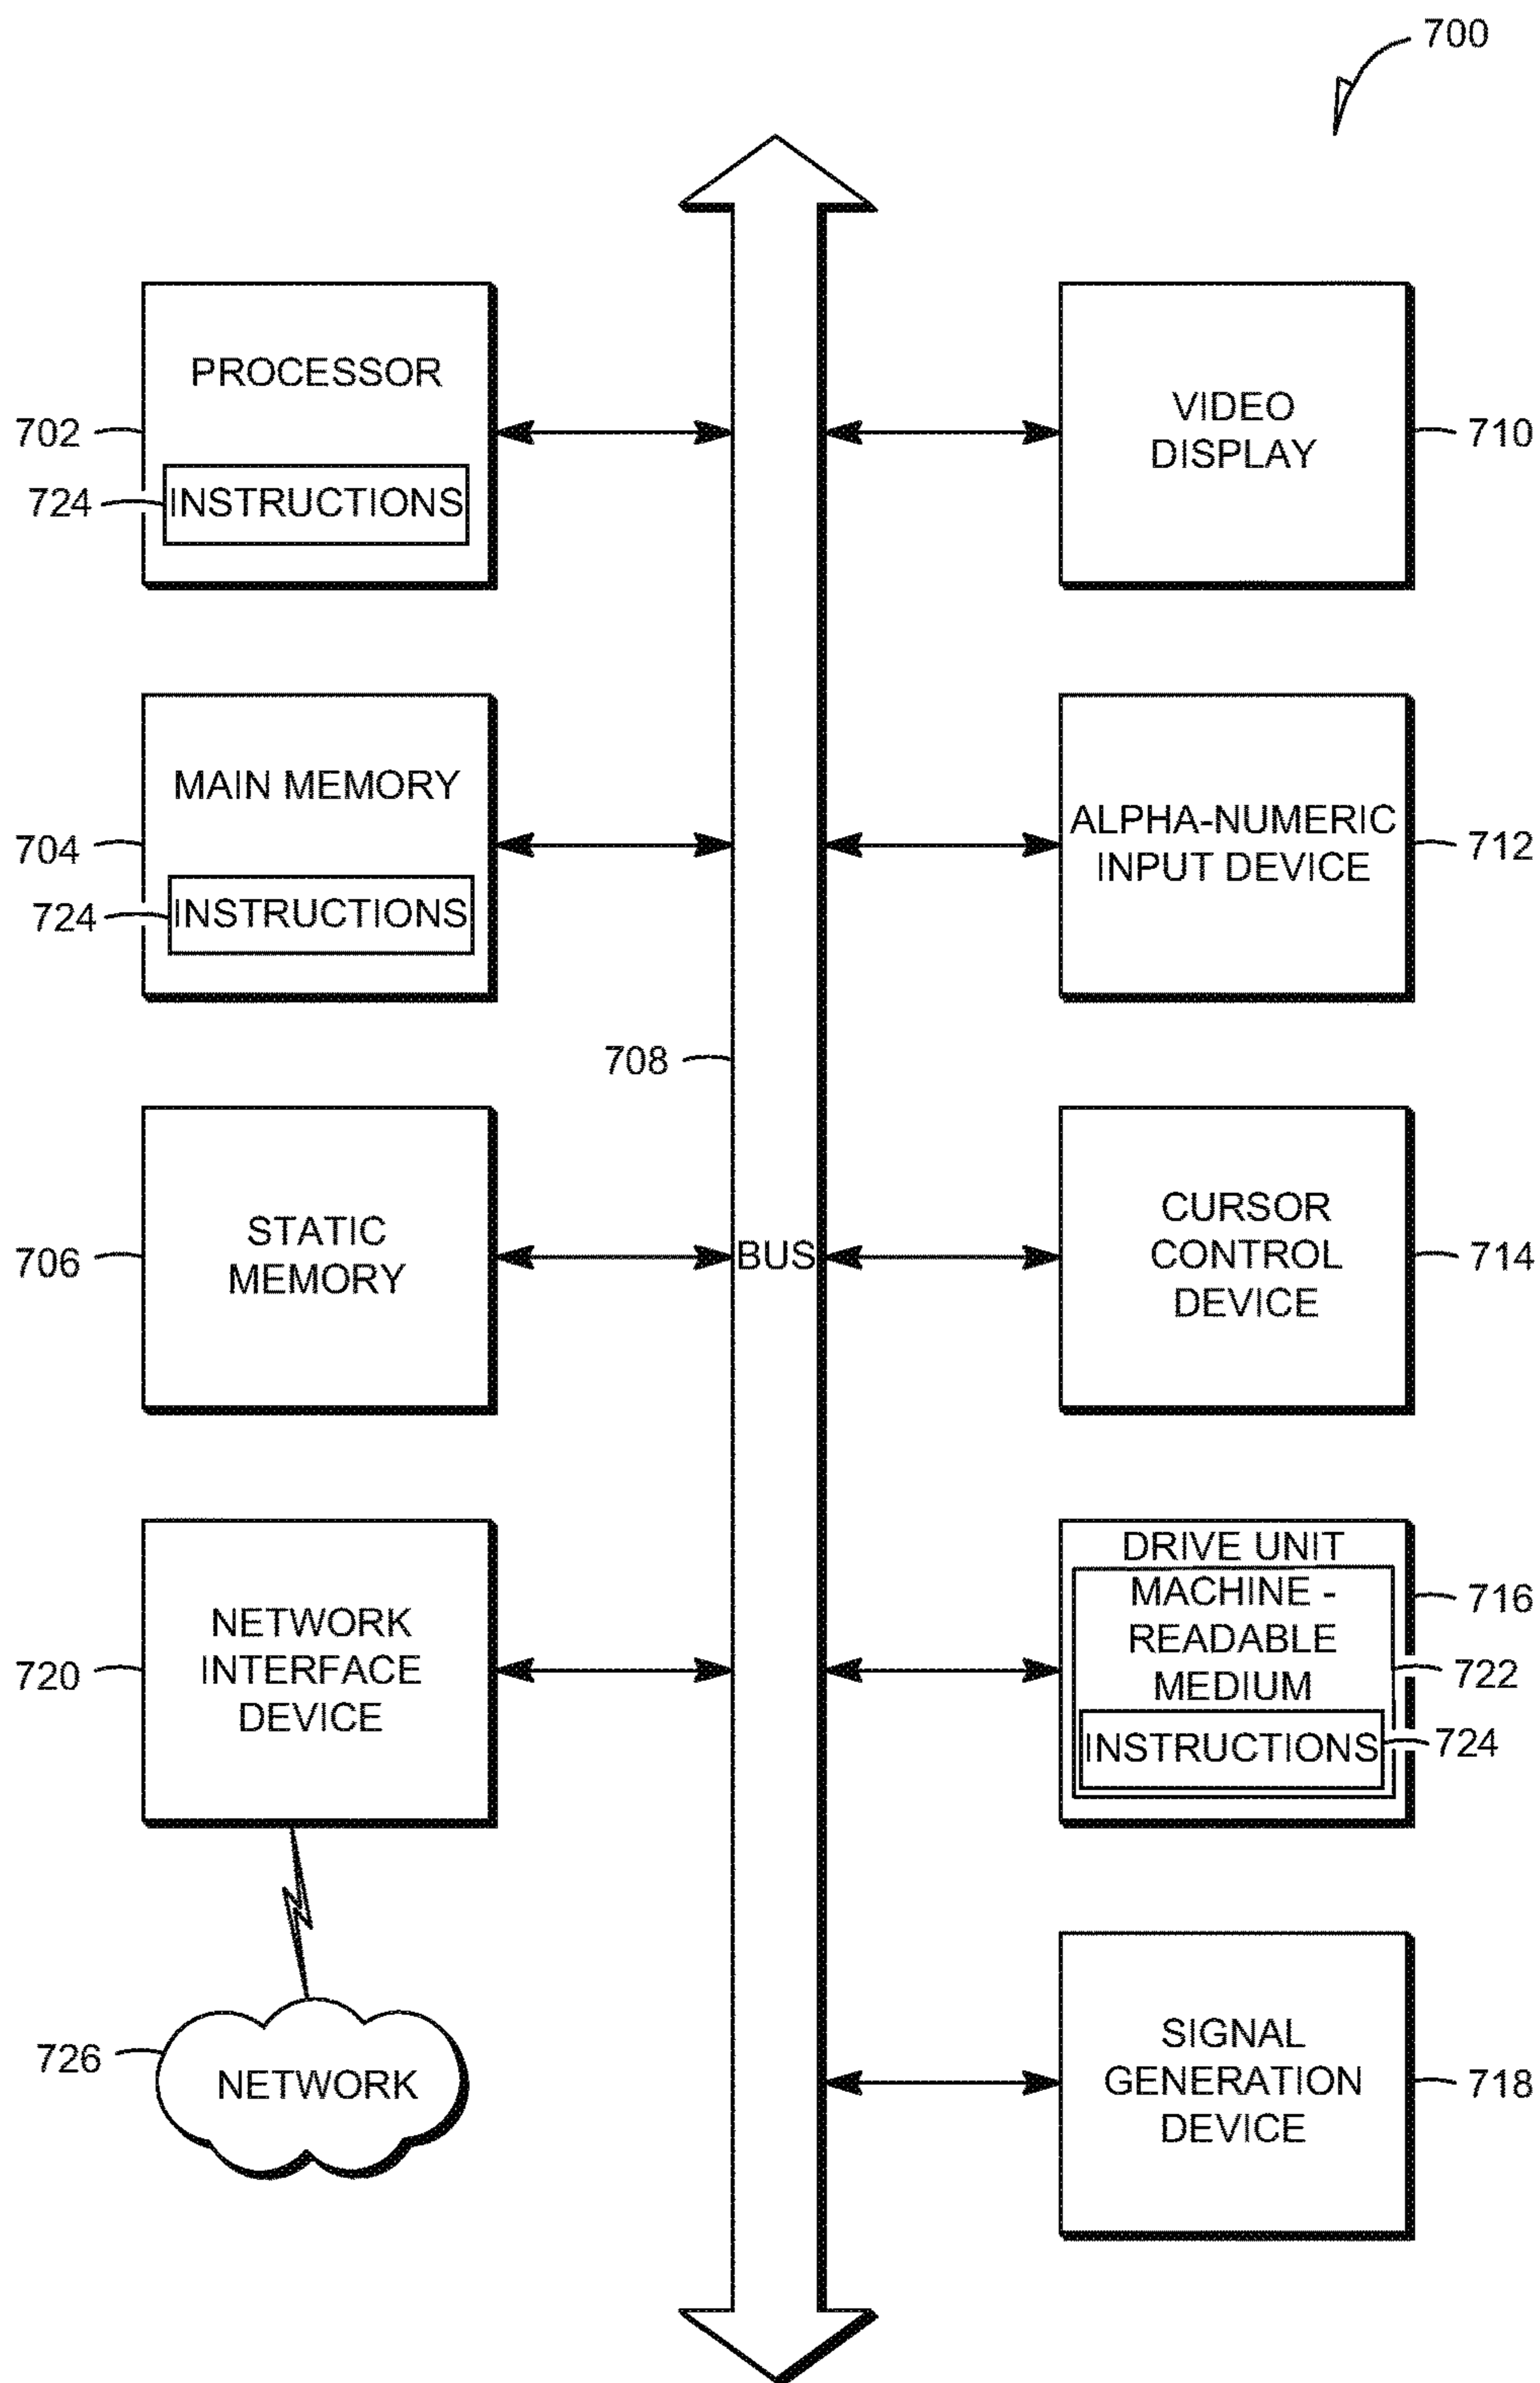 700
PROCESSOR
702
724
INSTRUCTIONS
VIDEO
DISPLAY
710
MAIN MEMORY
704
724
INSTRUCTIONS
ALPHA-NUMERIC
INPUT DEVICE
712
708
STATIC
MEMORY
706
BUS
CURSOR
CONTROL
DEVICE
714
NETWORK
INTERFACE
DEVICE
720
DRIVE UNIT
MACHINE -
READABLE
MEDIUM
716
722
INSTRUCTIONS
724
726
NETWORK
SIGNAL
GENERATION
DEVICE
718